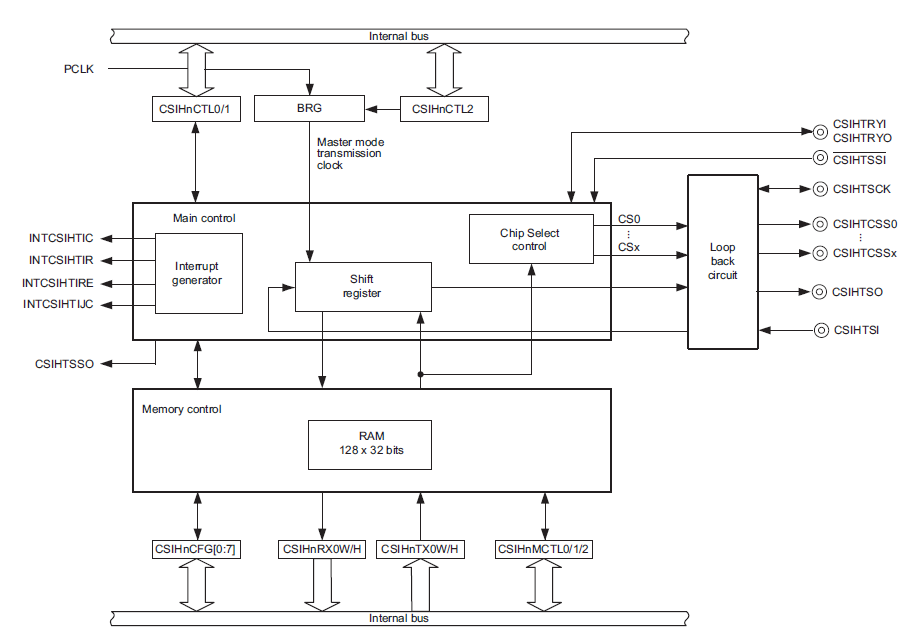 Internal bus
PCLK
CSIHnCTL0/1
BRG
CSIHnCTL2
Master mode
transmission
clock
CSIHTRYI
CSIHTRYO
CSIHTSSI
CSIHTSCK
Main control
Chip Select
control
CS0
⋮
CSx
Loop
back
circuit
CSIHTCSS0
⋮
CSIHTCSSx
INTCSIHTIC
INTCSIHTIR
INTCSIHTIRE
INTCSIHTIJC
Interrupt
generator
Shift
register
CSIHTSO
CSIHTSI
CSIHTSSO
Memory control
RAM
128 x 32 bits
CSIHnCFG[0:7]
CSIHnRX0W/H
CSIHnTX0W/H
CSIHnMCTL0/1/2
Internal bus